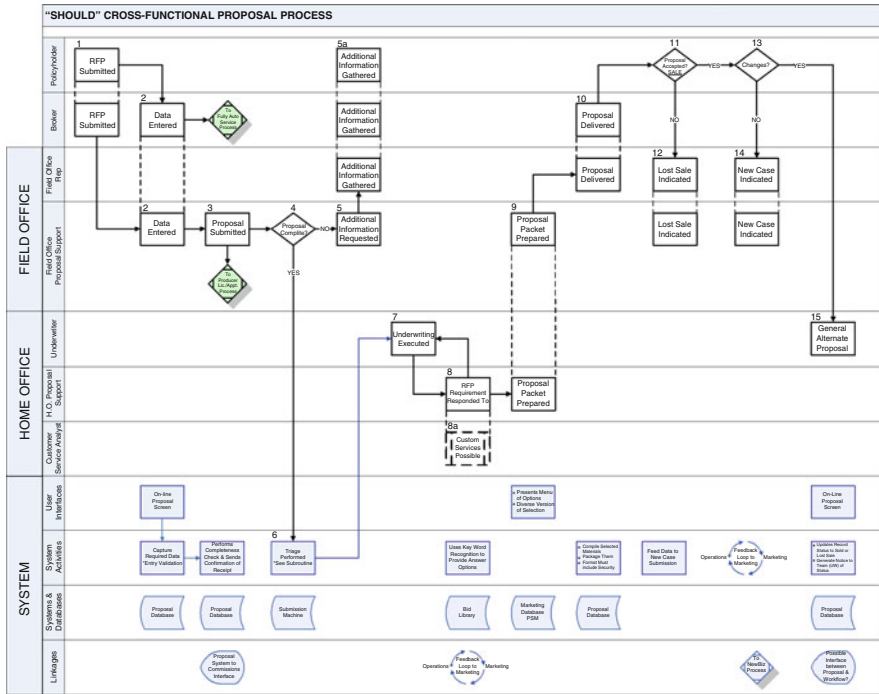 “SHOULD” CROSS-FUNCTIONAL PROPOSAL PROCESS
FIELD OFFICE
HOME OFFICE
SYSTEM
Policyholder
1
RFP
Submitted
5a
Additional
Information
Gathered
11
Proposal
Accepted?
SALE
YES
13
Changes?
YES
Broker
RFP
Submitted
2
Data
Entered
To
Fully Auto
Service
Process
Additional
Information
Gathered
10
Proposal
Delivered
NO
NO
Field Office
Rep
Additional
Information
Gathered
Proposal
Delivered
12
Lost Sale
Indicated
14
New Case
Indicated
Field Office
Proposal Support
2
Data
Entered
3
Proposal
Submitted
4
Proposal
Complite?
NO
5
Additional
Information
Requested
9
Proposal
Packet
Prepared
Lost Sale
Indicated
New Case
Indicated
To
Producer
Lic./Appt.
Process
YES
Underwriter
7
Underwriting
Executed
15
General
Alternate
Proposal
H.O. Proposal
Support
8
RFP
Requirement
Responded To
Proposal
Packet
Prepared
Customer
Service Analyst
8a
Custom
Services
Possible
User
Interfaces
On-line
Proposal
Screen
Presents Menu
of Options
Diverse Version
of Selection
On-Line
Proposal
Screen
System
Activities
Capture
Required Data
*Entry Validation
Performs
Completeness
Check & Sends
Confirmation of
Receipt
6
Triage
Performed
*See Subroutine
Uses Key Word
Recognition to
Provide Answer
Options
Compile Selected
Materials
Package Them
Format Must
Include Security
Feed Data to
New Case
Submission
Operations
Feedback
Loop to
Marketing
Marketing
Updates Record
Status to Sold or
Lost Sale
Generate Notice to
Team (UW) of
Status
Systems &
Databases
Proposal
Database
Proposal
Database
Submission
Machine
Bid
Library
Marketing
Database
PSM
Proposal
Database
Proposal
Database
Linkages
Proposal
System to
Commissions
Interface
Operations
Feedback
Loop to
Marketing
Marketing
To
NewBiz
Process
Possible
Interface
between
Proposal &
Workflow?